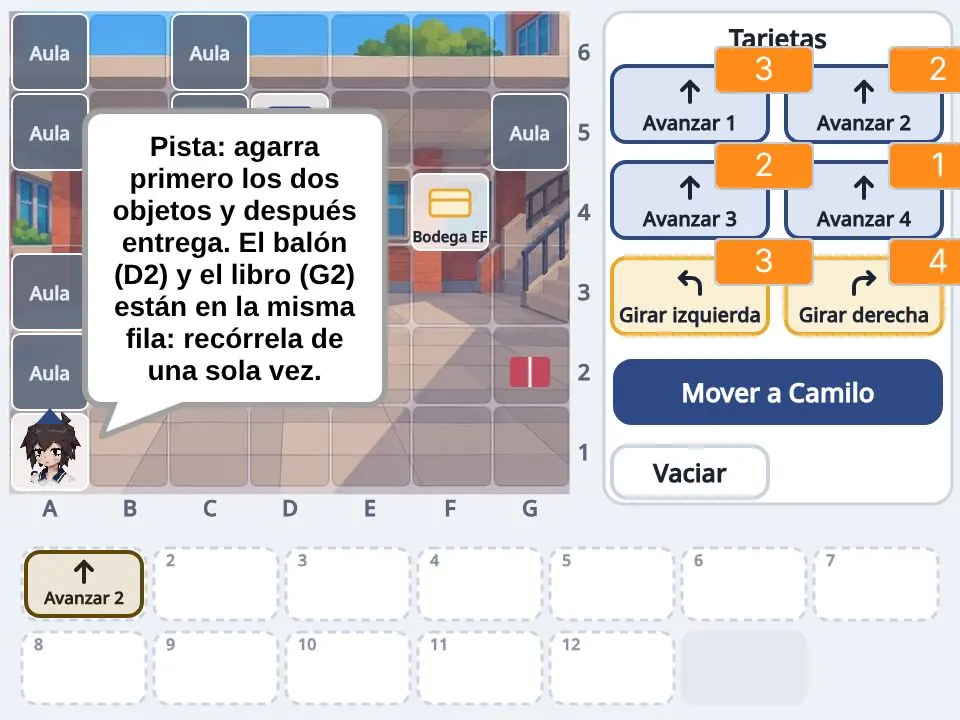 Aula
Aula
6
Aula
Aula
5
Pista: agarra
primero los dos
objetos y después
entrega. El balón
(D2) y el libro (G2)
están en la misma
fila: recórrela de
una sola vez.
Bodega EF
4
Aula
3
Aula
2
1
A B C D E F G
Tarjetas
3
Avanzar 1
2
Avanzar 2
2
Avanzar 3
1
Avanzar 4
3
Girar izquierda
4
Girar derecha
Mover a Camilo
Vaciar
Avanzar 2
2
3
4
5
6
7
8
9
10
11
12